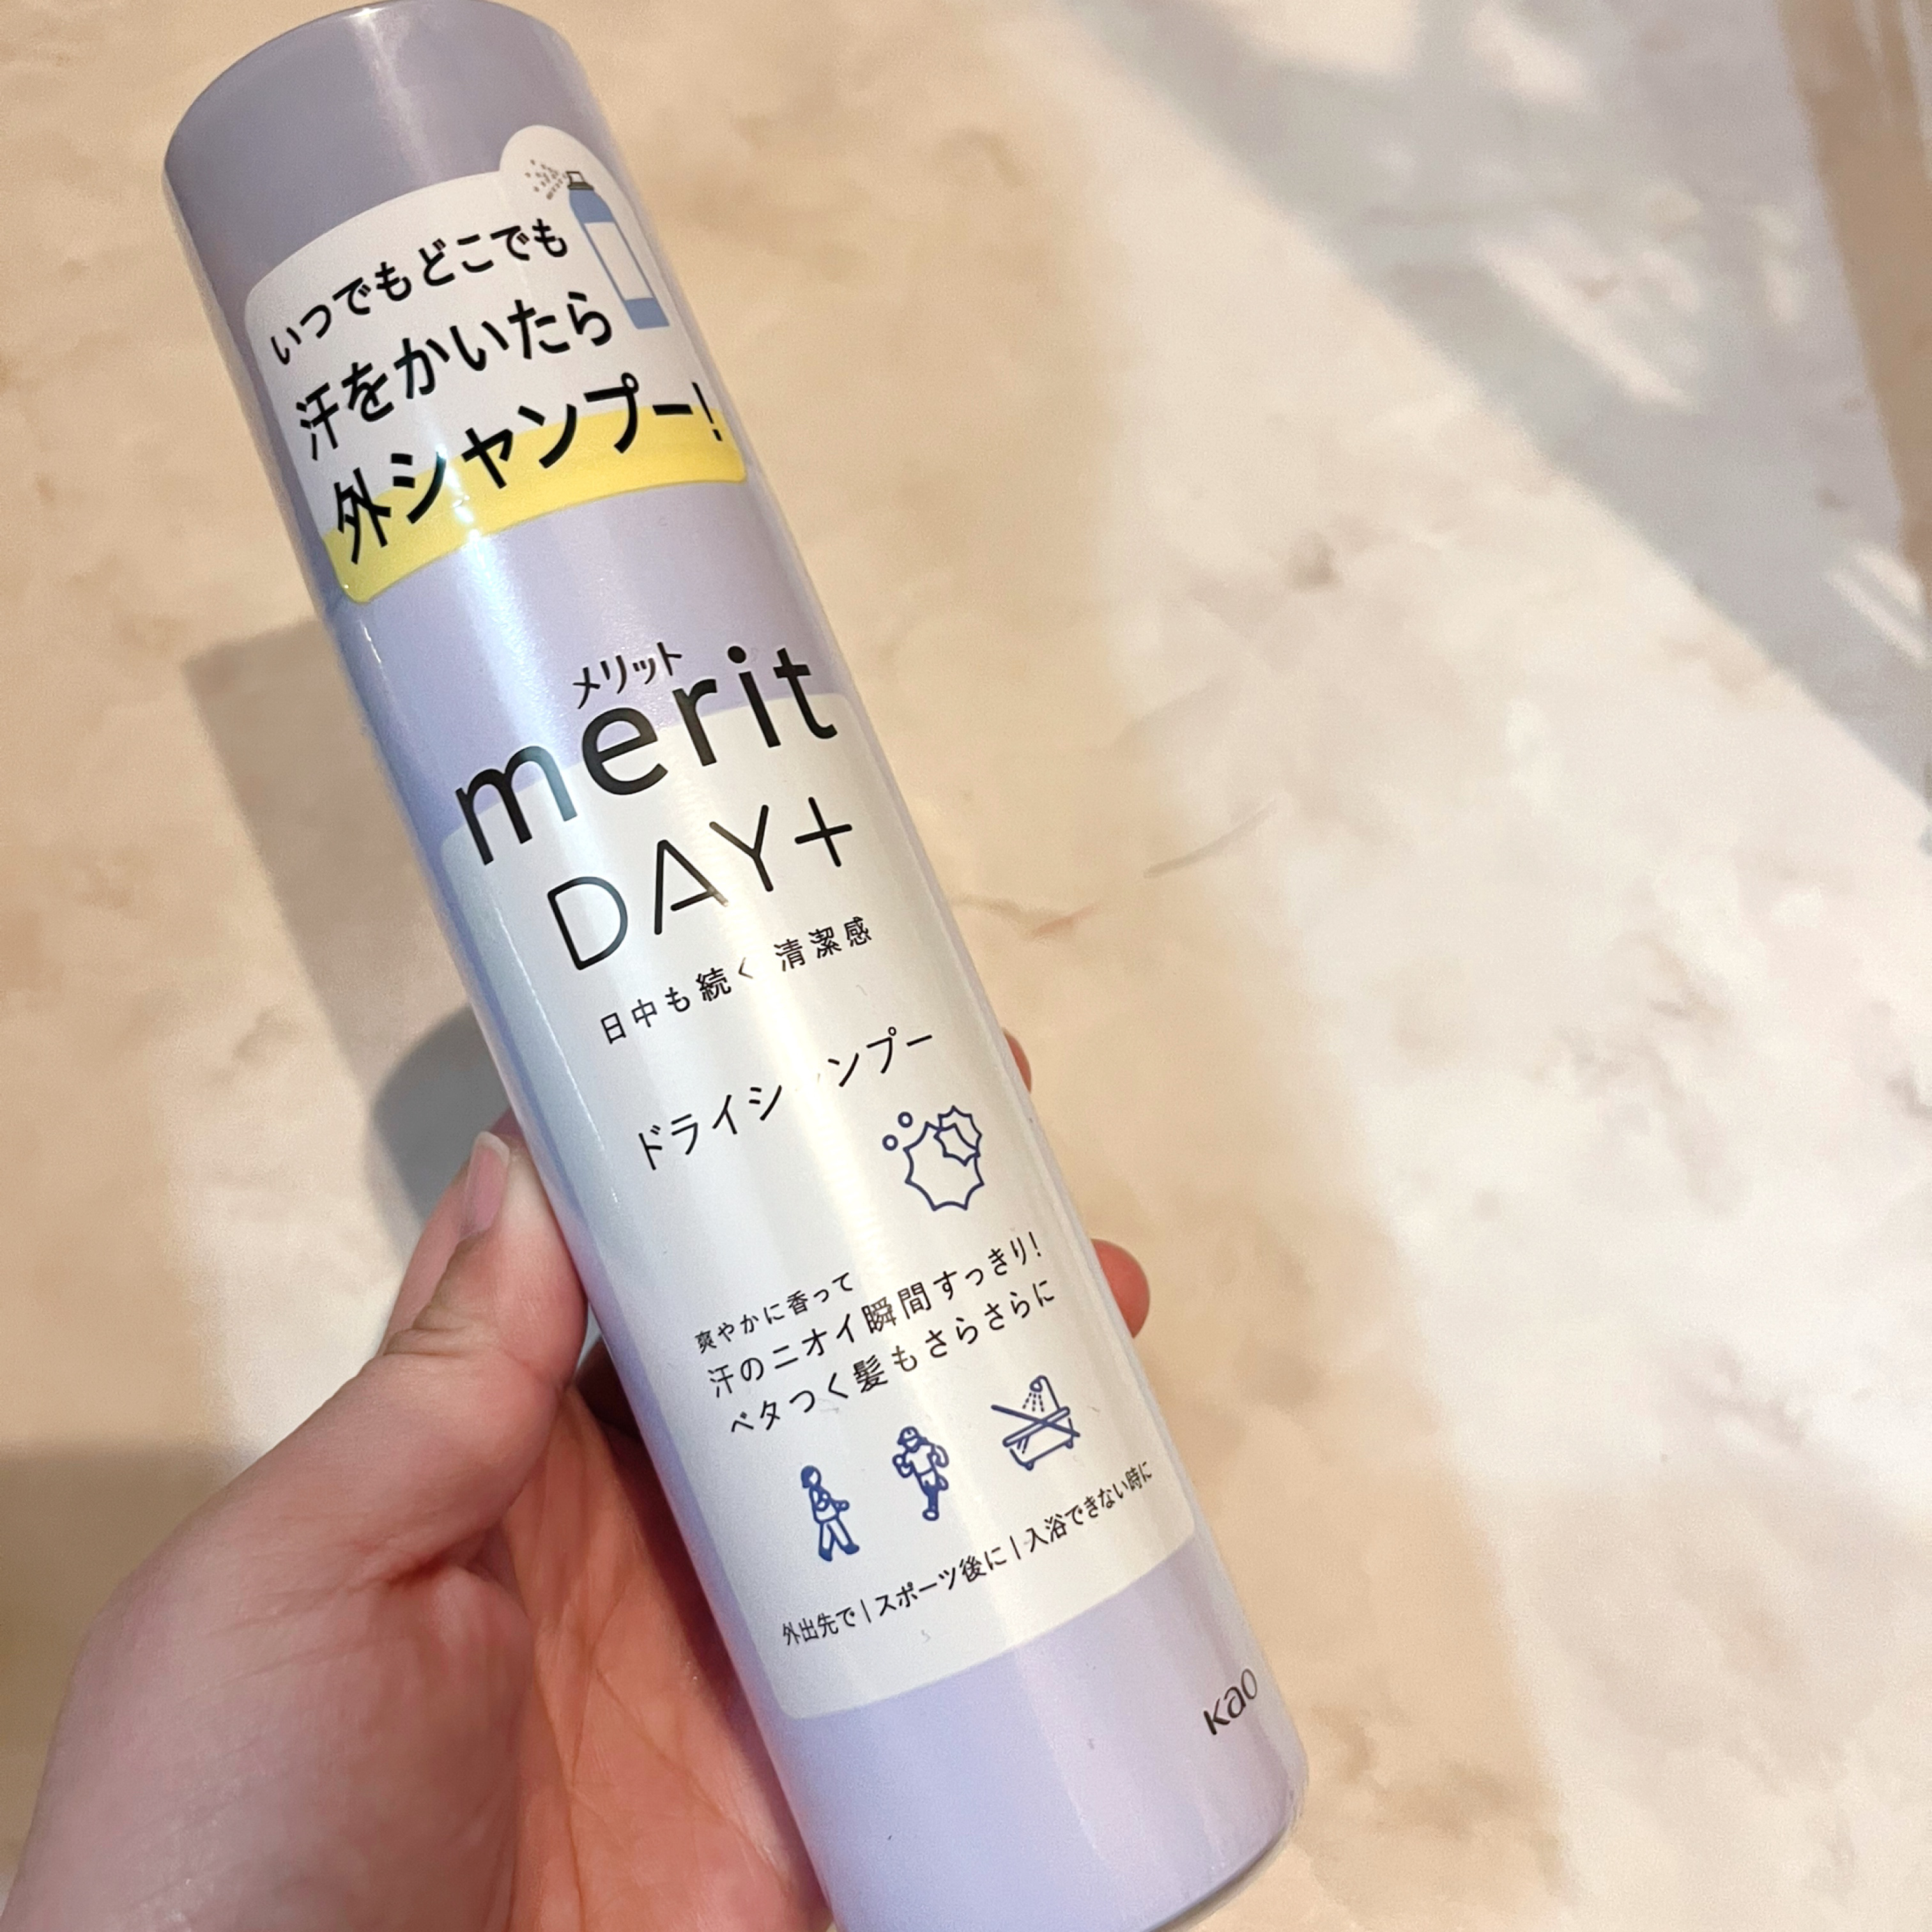 いつでもどこでも
汗をかいたら
外シャンプー!
メリット
merit
DAY+
日中も続く 清潔感
ドライシャンプー
爽やかに香って
汗のニオイ瞬間すっきり!
ベタつく髪もさらさらに
外出先で|スポーツ後に|入浴できない時に
Kao